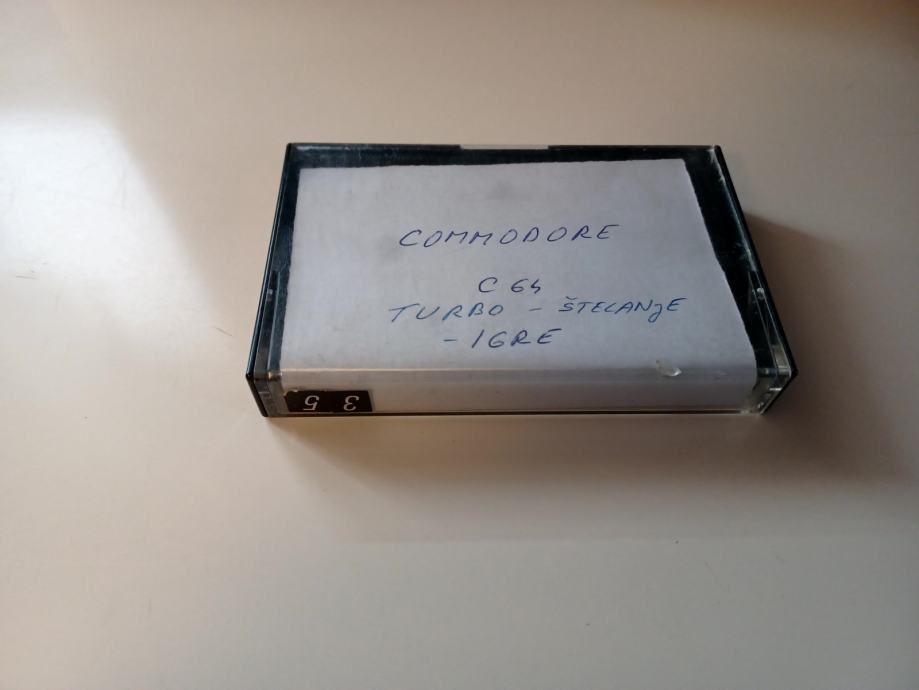 COMMODORE
C 64
TURBO - ŠTELANJE
- IGRE
3 5